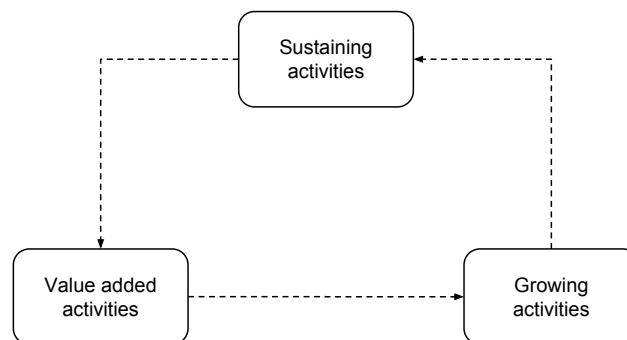 Sustaining
activities
Value added
activities
Growing
activities